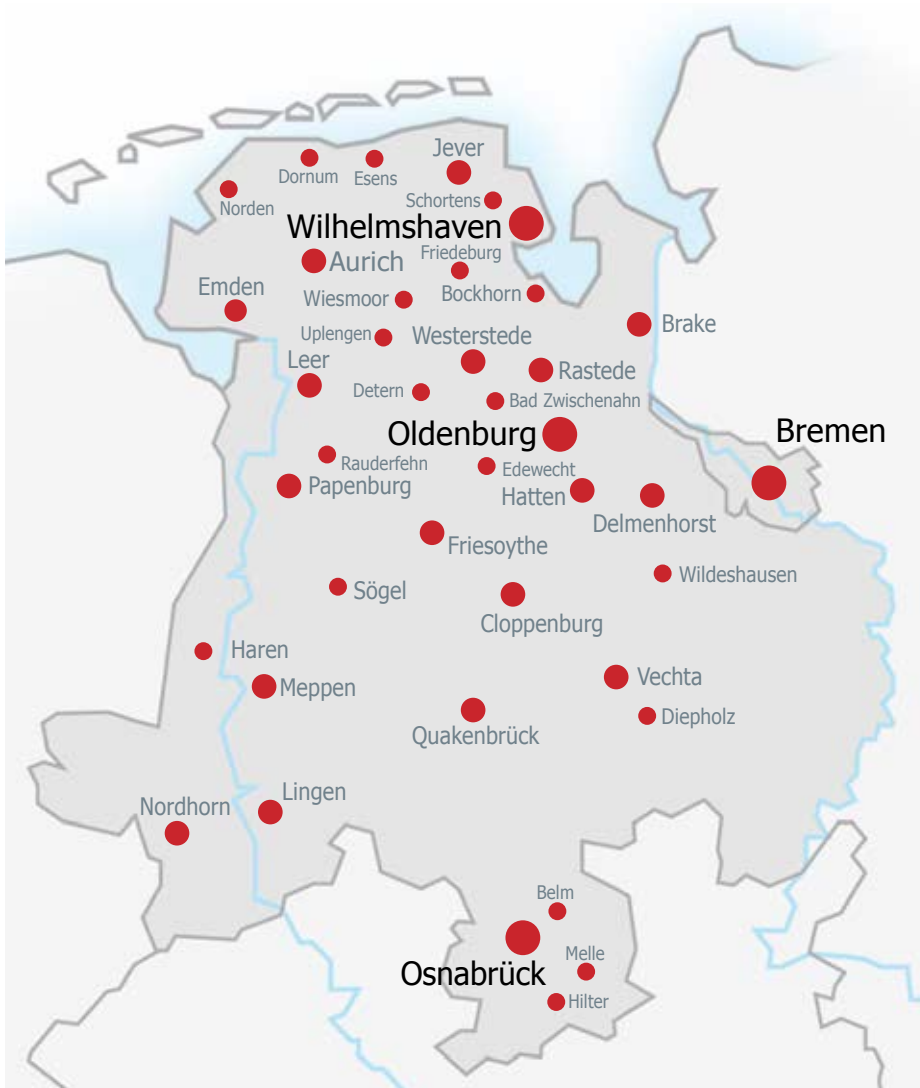 Jever
Dornum
Esens
Schortens
Norden
Wilhelmshaven
Friedeburg
Aurich
Emden
Wiesmoor
Bockhorn
Brake
Uplengen
Westerstede
Leer
Rastede
Detern
Bad Zwischenahn
Bremen
Oldenburg
Rauderfehn
Edewecht
Papenburg
Hatten
Delmenhorst
Friesoythe
Wildeshausen
Sögel
Cloppenburg
Haren
Vechta
Meppen
Diepholz
Quakenbrück
Lingen
Nordhorn
Belm
Melle
Osnabrück
Hilter